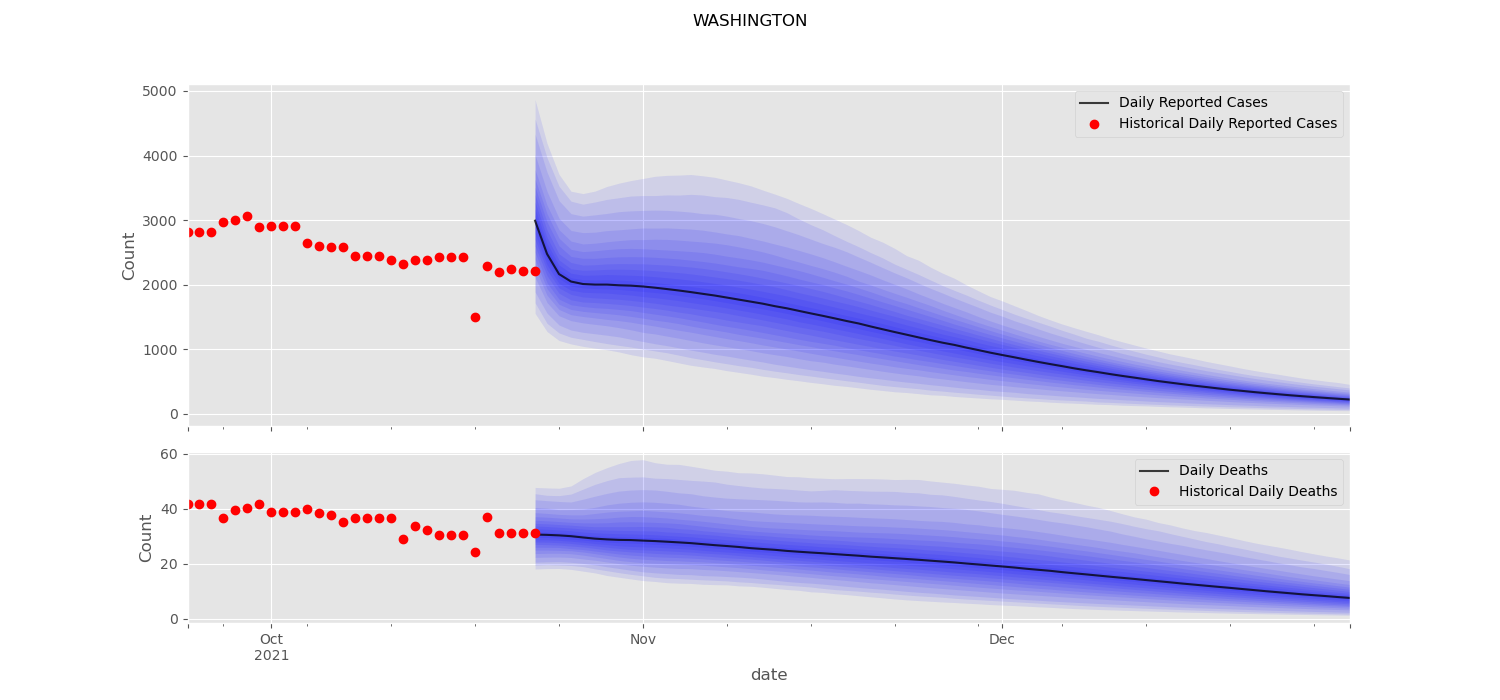 WASHINGTON
5000
4000
3000
2000
1000
0
Count
Daily Reported Cases
Historical Daily Reported Cases
60
40
20
0
Count
Daily Deaths
Historical Daily Deaths
Oct
2021
Nov
Dec
date